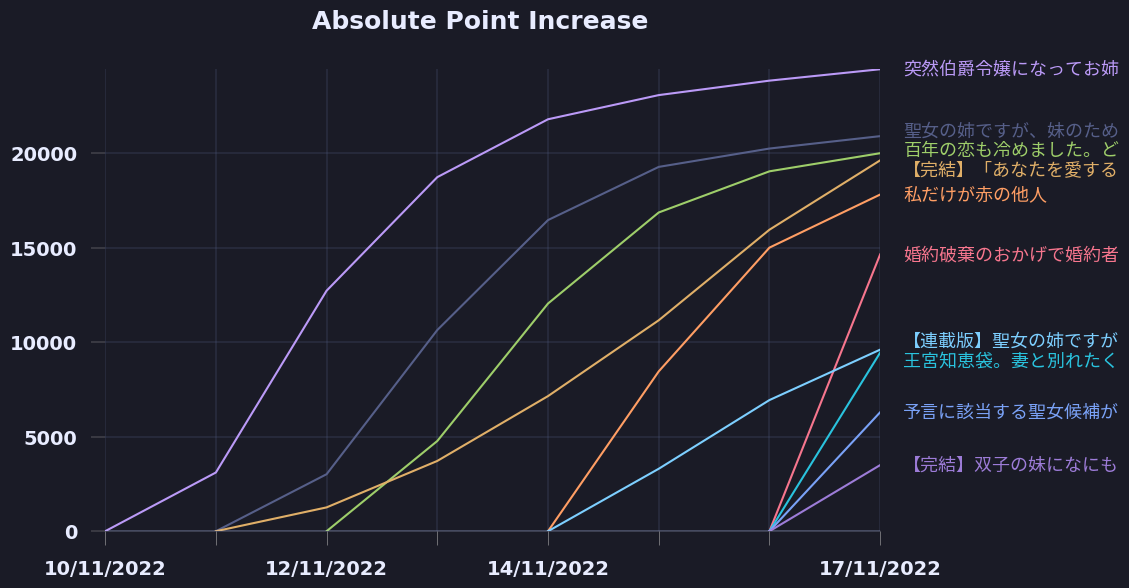 Absolute Point Increase
突然伯爵令嬢になってお姉
聖女の姉ですが、妹のため
百年の恋も冷めました。ど
【完結】「あなたを愛する
私だけが赤の他人
婚約破棄のおかげで婚約者
【連載版】聖女の姉ですが
王宮知恵袋。妻と別れたく
予言に該当する聖女候補が
【完結】双子の妹になにも
20000
15000
10000
5000
0
10/11/2022 12/11/2022 14/11/2022 17/11/2022